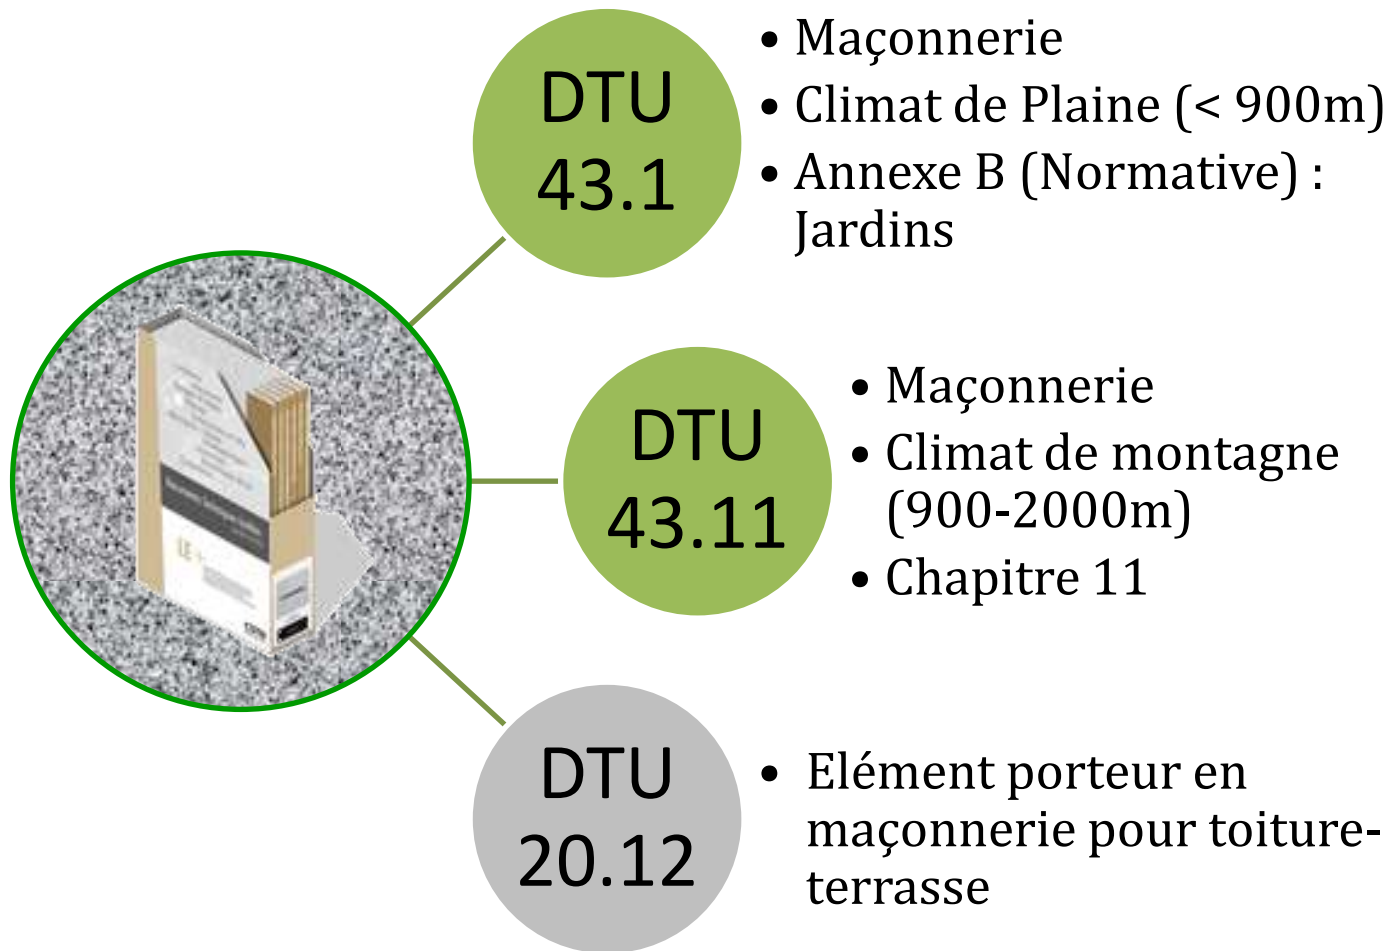 DTU
43.1
• Maçonnerie
• Climat de Plaine (< 900m)
• Annexe B (Normative) :
Jardins
DTU
43.11
• Maçonnerie
• Climat de montagne
(900-2000m)
• Chapitre 11
DTU
20.12
• Elément porteur en
maçonnerie pour toiture-
terrasse